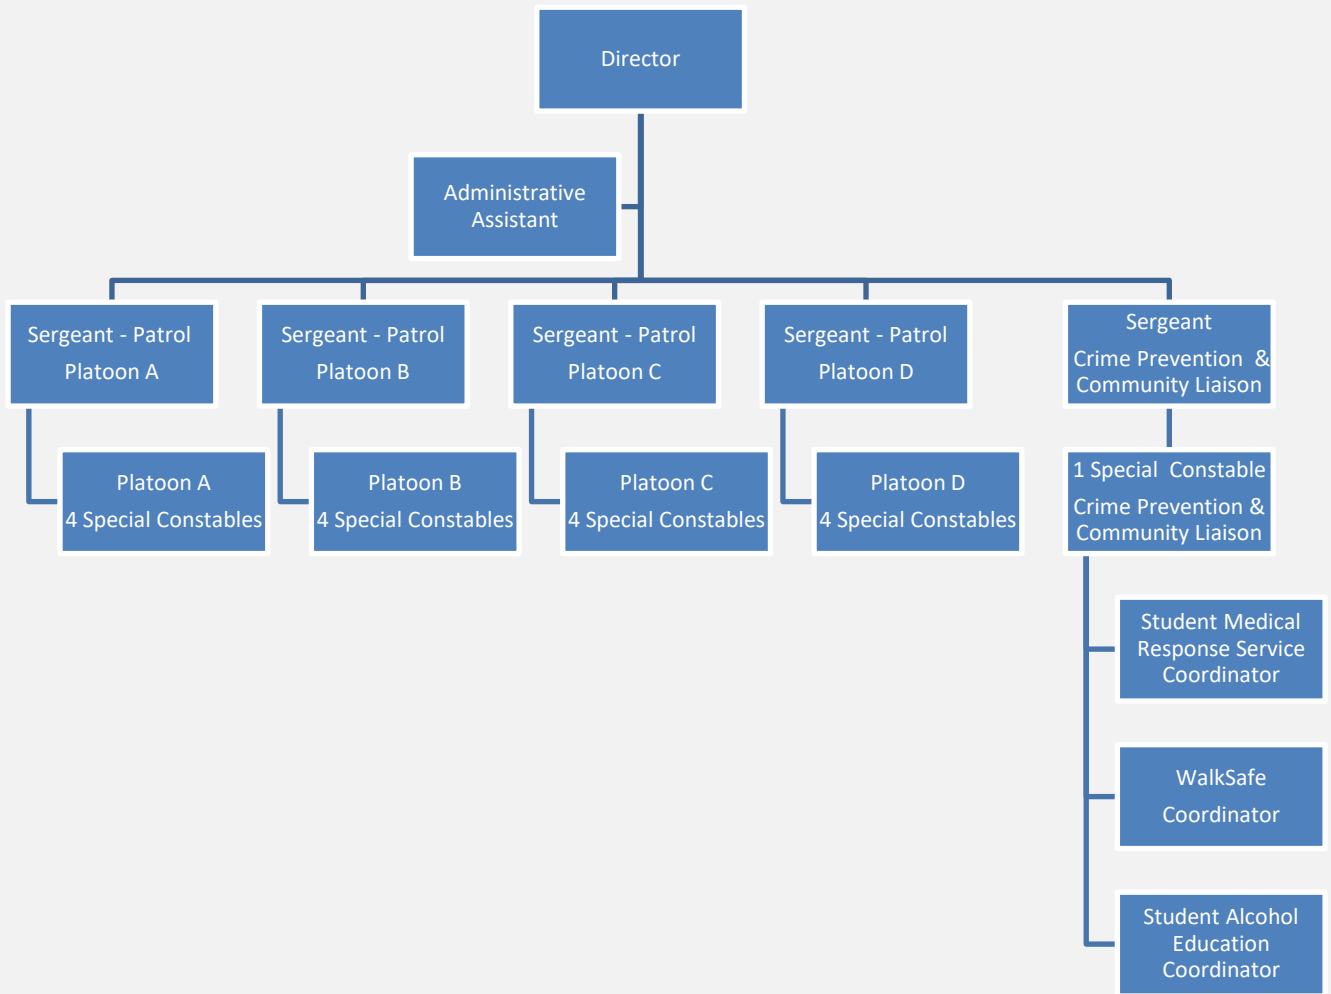 Director
Administrative
Assistant
Sergeant - Patrol
Platoon A
Sergeant - Patrol
Platoon B
Sergeant - Patrol
Platoon C
Sergeant - Patrol
Platoon D
Sergeant
Crime Prevention &
Community Liaison
Platoon A
4 Special Constables
Platoon B
4 Special Constables
Platoon C
4 Special Constables
Platoon D
4 Special Constables
1 Special Constable
Crime Prevention &
Community Liaison
Student Medical
Response Service
Coordinator
WalkSafe
Coordinator
Student Alcohol
Education
Coordinator